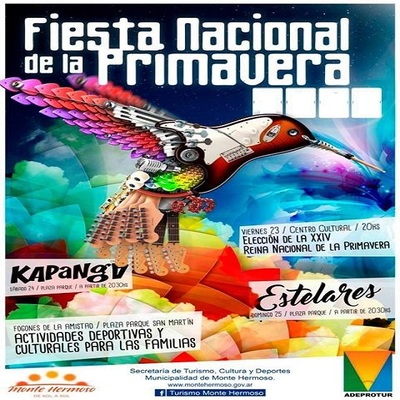 Fiesta Nacional
de la Primavera
VIERNES 23 / CENTRO CULTURAL / 20HS
ELECCIÓN DE LA XXIV
REINA NACIONAL DE LA PRIMAVERA
KAPANGA
SÁBADO 24 / PLAZA PARQUE / A PARTIR DE 20:30HS
Estelares
DOMINGO 25 / PLAZA PARQUE / A PARTIR DE 20:30HS
FOGONES DE LA AMISTAD / PLAZA PARQUE SAN MARTÍN
ACTIVIDADES DEPORTIVAS Y
CULTURALES PARA LAS FAMILIAS
Monte Hermoso
DE SOL A SOL
Secretaría de Turismo, Cultura y Deportes
Municipalidad de Monte Hermoso.
www.montehermoso.gov.ar
f Turismo Monte Hermoso
ADEPROTUR